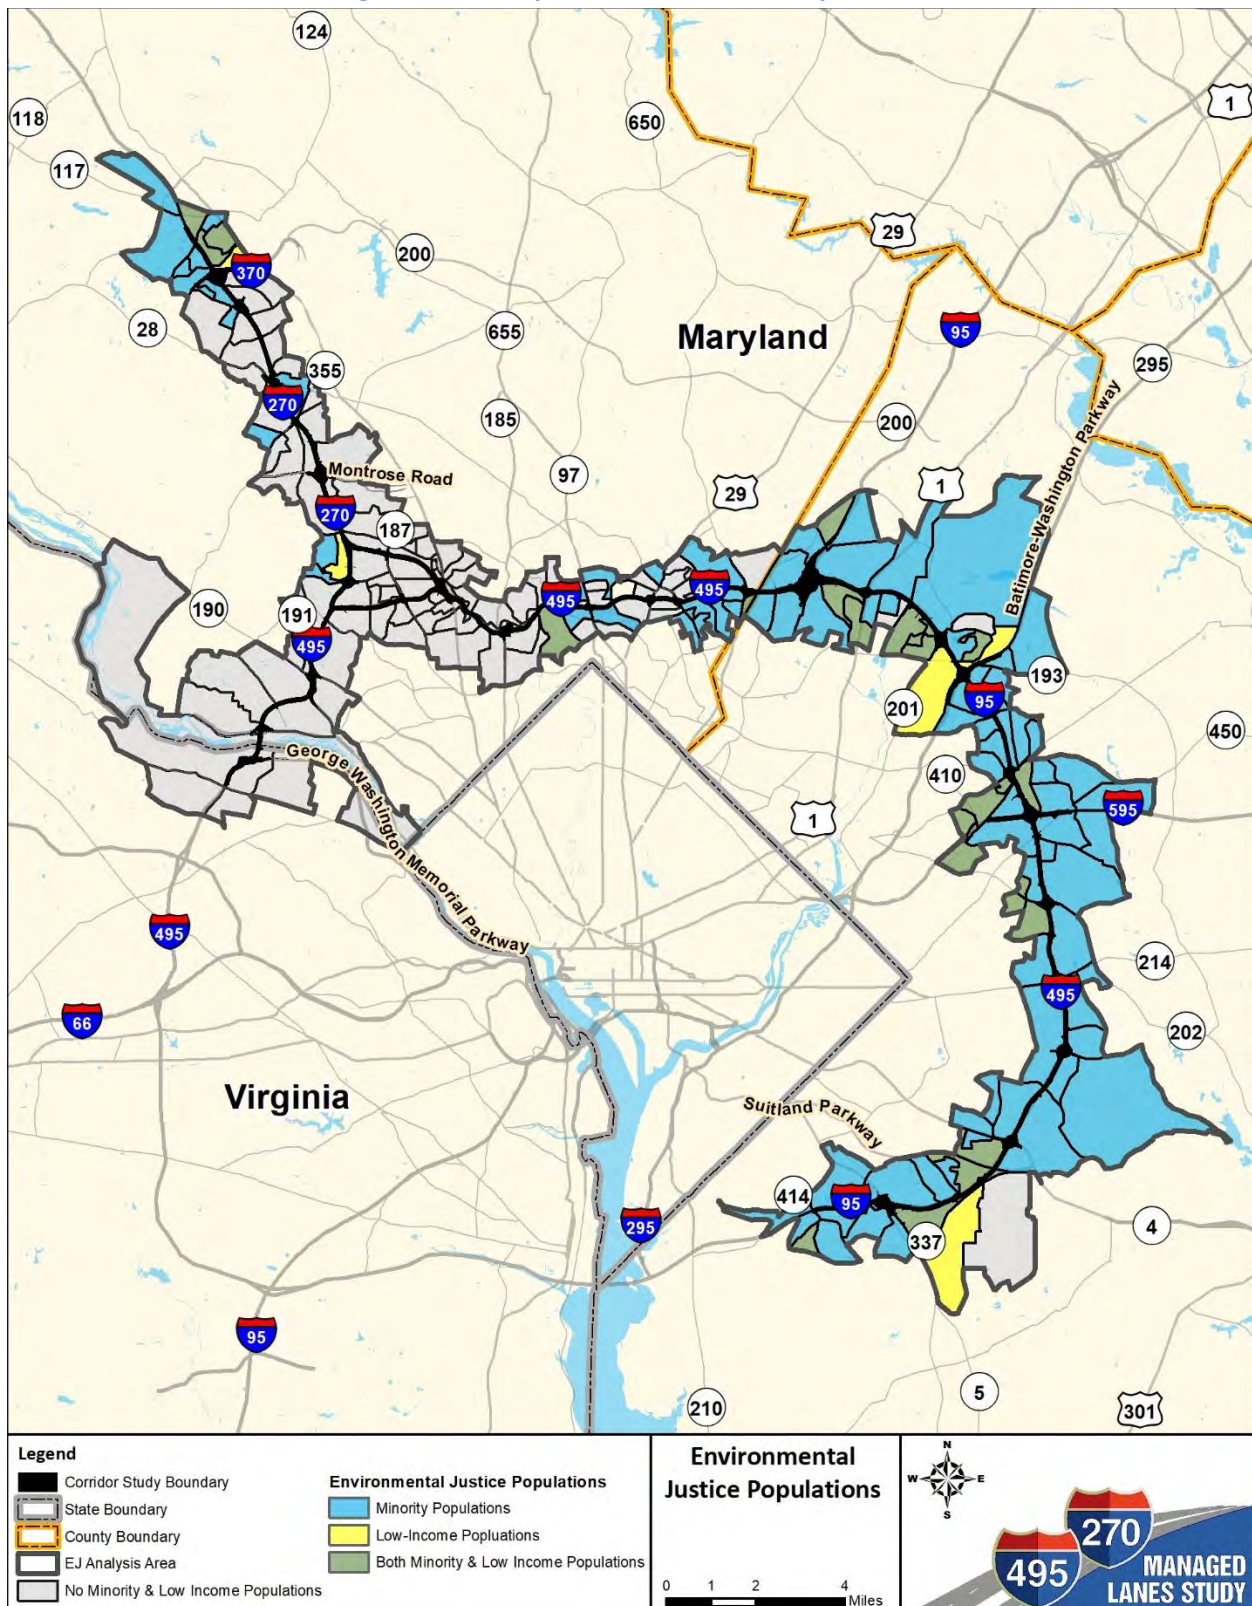 124
118
650
1
117
29
370
200
28
655
Maryland
95
295
355
270
185
200
Montrose Road
97
29
1
Baltimore-Washington Parkway
270
187
190
191
495
495
495
193
201
95
450
George Washington Memorial Parkway
410
1
595
495
214
495
66
202
Virginia
Suitland Parkway
414
95
295
337
4
95
5
210
301
Legend
Corridor Study Boundary
State Boundary
County Boundary
EJ Analysis Area
No Minority & Low Income Populations
Environmental Justice Populations
Minority Populations
Low-Income Popluations
Both Minority & Low Income Populations
Environmental
Justice Populations
0 1 2 4
Miles
N
W E
S
270
495
MANAGED
LANES STUDY